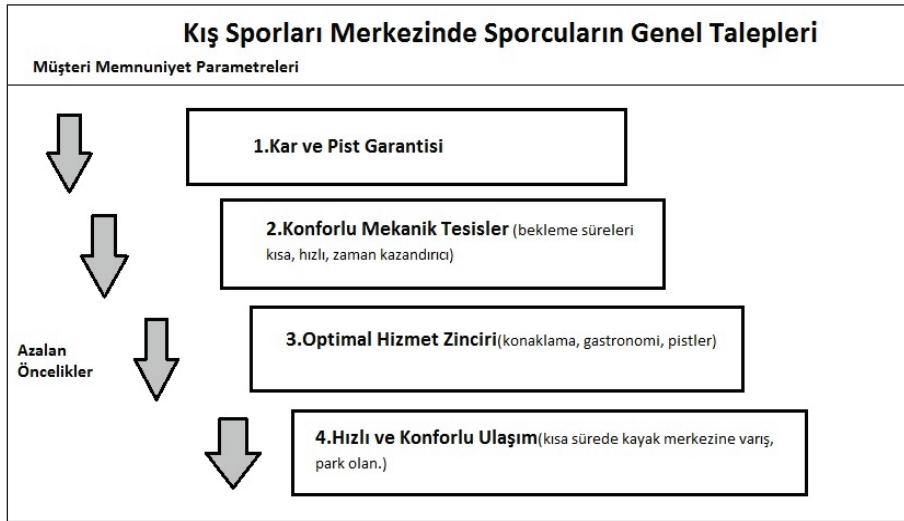 Kış Sporları Merkezinde Sporcuların Genel Talepleri
Müşteri Memnuniyet Parametreleri
1.Kar ve Pist Garantisi
2.Konforlu Mekanik Tesisler (bekleme süreleri
kısa, hızlı, zaman kazandırıcı)
3.Optimal Hizmet Zinciri(konaklama, gastronomi, pistler)
Azalan
Öncelikler
4.Hızlı ve Konforlu Ulaşım(kısa sürede kayak merkezine varış,
park olan.)